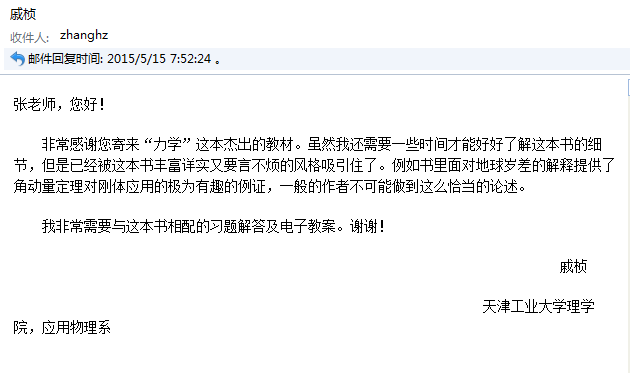 戚桢
收件人: zhanghz
邮件回复时间: 2015/5/15 7:52:24 。
张老师，您好！
非常感谢您寄来“力学”这本杰出的教材。虽然我还需要一些时间才能好好了解这本书的细
节，但是已经被这本书丰富详实又要言不烦的风格吸引住了。例如书里面对地球岁差的解释提供了
角动量定理对刚体应用的极为有趣的例证，一般的作者不可能做到这么恰当的论述。
我非常需要与这本书相配的习题解答及电子教案。谢谢！
戚桢
天津工业大学理学
院，应用物理系